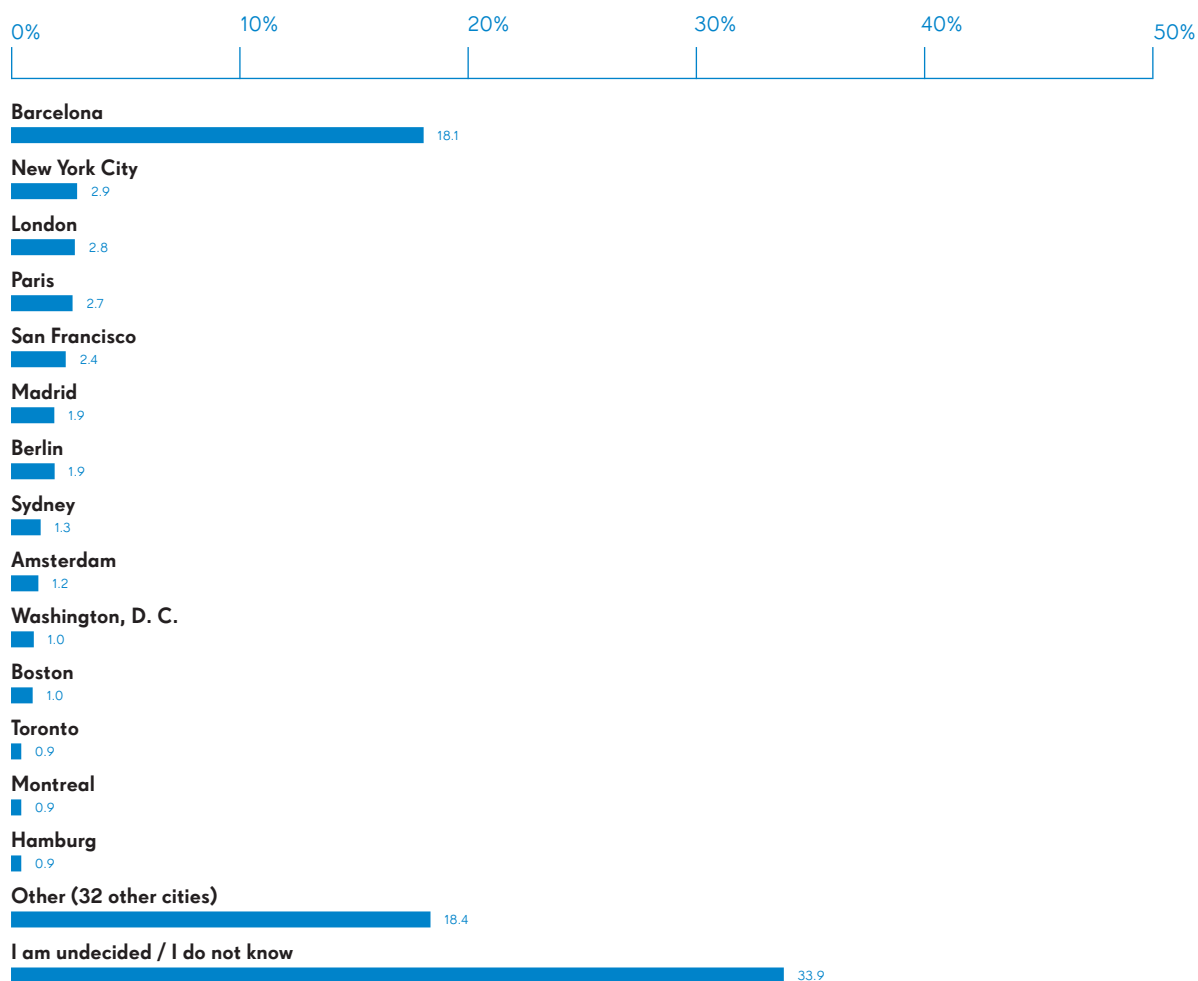 0% 10% 20% 30% 40% 50%
Barcelona
18.1
New York City
2.9
London
2.8
Paris
2.7
San Francisco
2.4
Madrid
1.9
Berlin
1.9
Sydney
1.3
Amsterdam
1.2
Washington, D. C.
1.0
Boston
1.0
Toronto
0.9
Montreal
0.9
Hamburg
0.9
Other (32 other cities)
18.4
I am undecided / I do not know
33.9